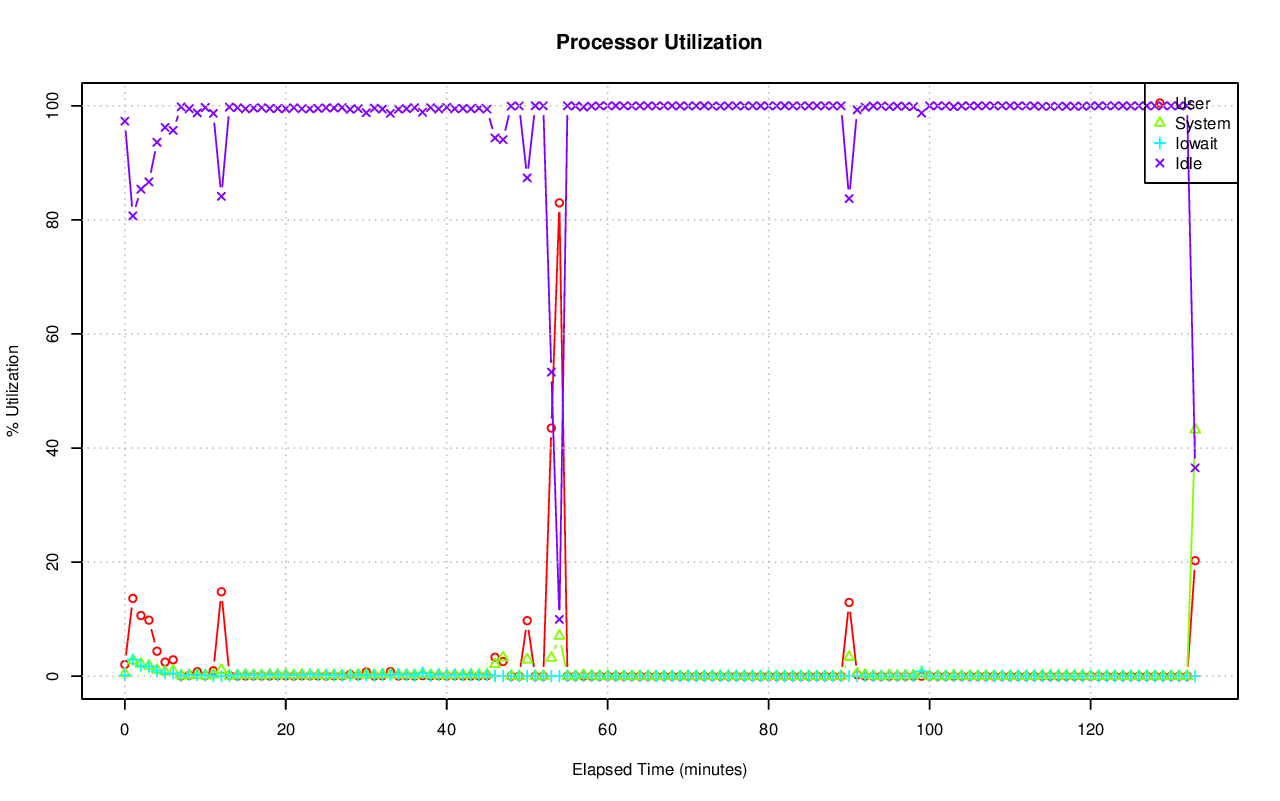 Processor Utilization
% Utilization
100
80
60
40
20
0
User
System
Iowait
Idle
0 20 40 60 80 100 120
Elapsed Time (minutes)